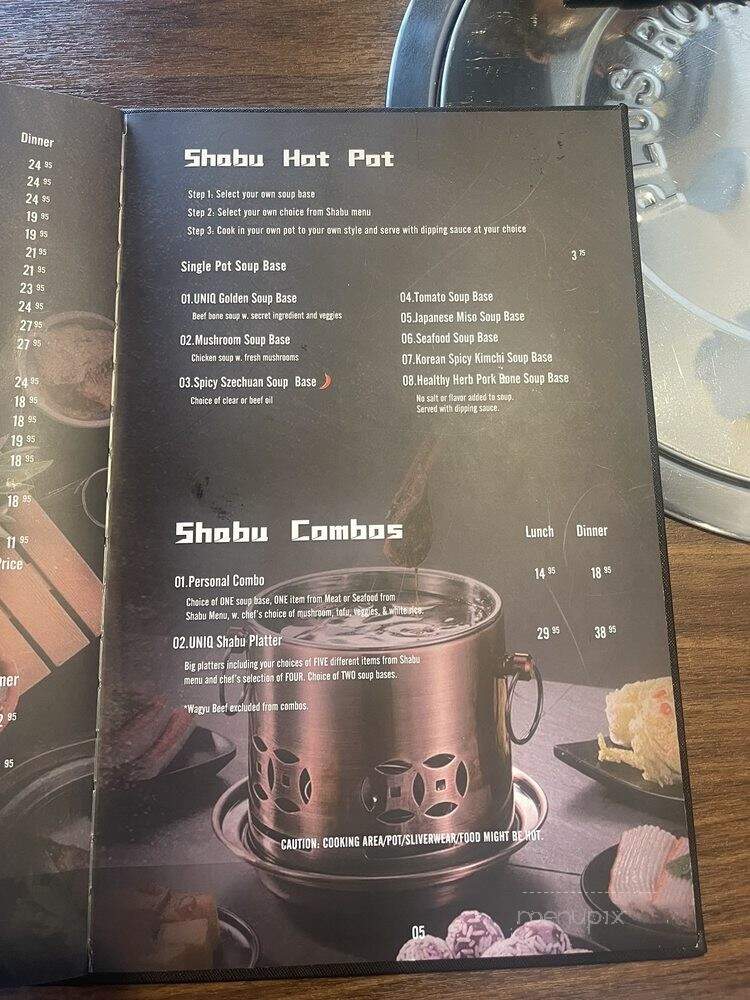 Dinner
24 95
24 95
24 95
19 95
19 95
21 95
21 95
23 95
24 95
27 95
27 95
24 95
18 95
18 95
19 95
18 95
18 95
11 95
Price
95
95
Shabu Hot Pot
Step 1: Select your own soup base
Step 2: Select your own choice from Shabu menu
Step 3: Cook in your own pot to your own style and serve with dipping sauce at your choice
Single Pot Soup Base 3 75
01.UNIQ Golden Soup Base
Beef bone soup w. secret ingredient and veggies
02.Mushroom Soup Base
Chicken soup w. fresh mushrooms
03.Spicy Szechuan Soup Base
Choice of clear or beef oil
04.Tomato Soup Base
05.Japanese Miso Soup Base
06.Seafood Soup Base
07.Korean Spicy Kimchi Soup Base
08.Healthy Herb Pork Bone Soup Base
No salt or flavor added to soup.
Served with dipping sauce.
Shabu Combos Lunch Dinner
01.Personal Combo 14 95 18 95
Choice of ONE soup base, ONE item from Meat or Seafood from
Shabu Menu, w. chef's choice of mushroom, tofu, veggies, & white rice.
02.UNIQ Shabu Platter 29 95 38 95
Big platters including your choices of FIVE different items from Shabu
menu and chef's selection of FOUR. Choice of TWO soup bases.
*Wagyu Beef excluded from combos.
CAUTION: COOKING AREA/POT/SLIVERWEAR/FOOD MIGHT BE HOT.
05
menupix
PLUS